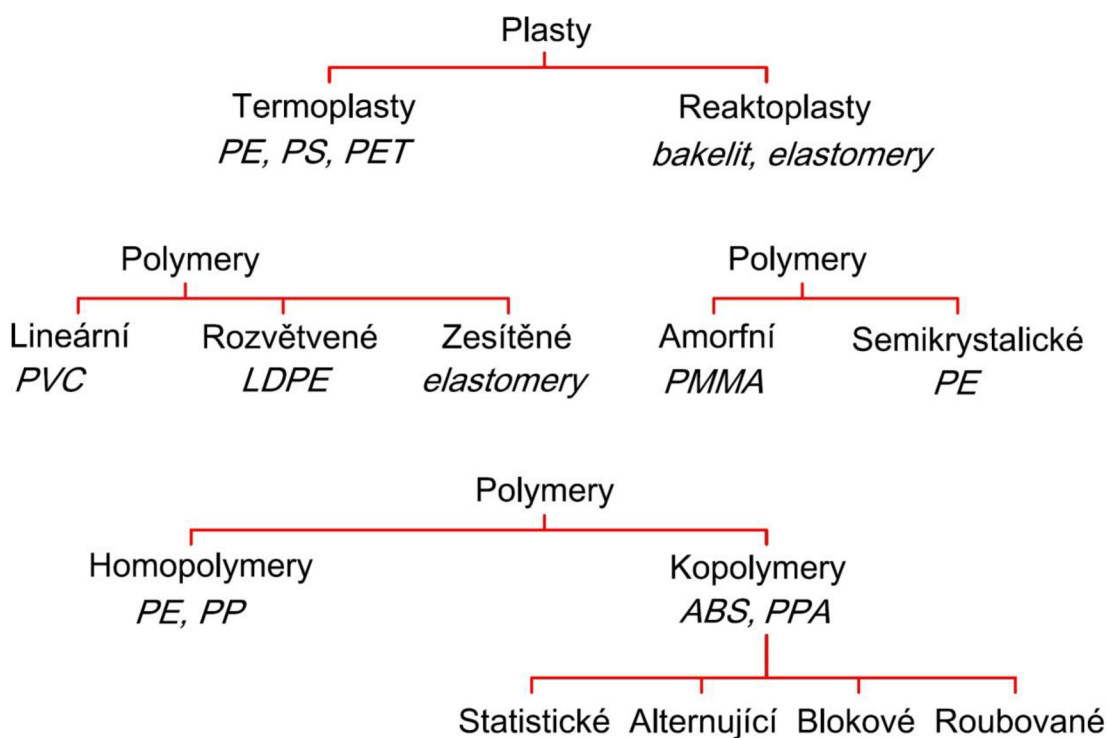 Plasty
Termoplasty Reaktoplasty
PE, PS, PET bakelit, elastomery
Polymery Polymery
Lineární Rozvětvené Zesítěné Amorfní Semikrystalické
PVC LDPE elastomery PMMA PE
Polymery
Homopolymery Kopolymery
PE, PP ABS, PPA
Statistické Alternující Blokové Roubované